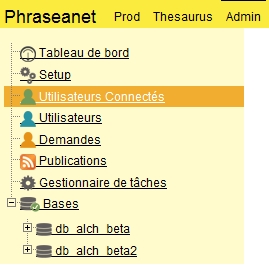 Phraseanet Prod Thesaurus Admin
Tableau de bord
Setup
Utilisateurs Connectés
Utilisateurs
Demandes
Publications
Gestionnaire de tâches
Bases
db_alch_beta
db_alch_beta2